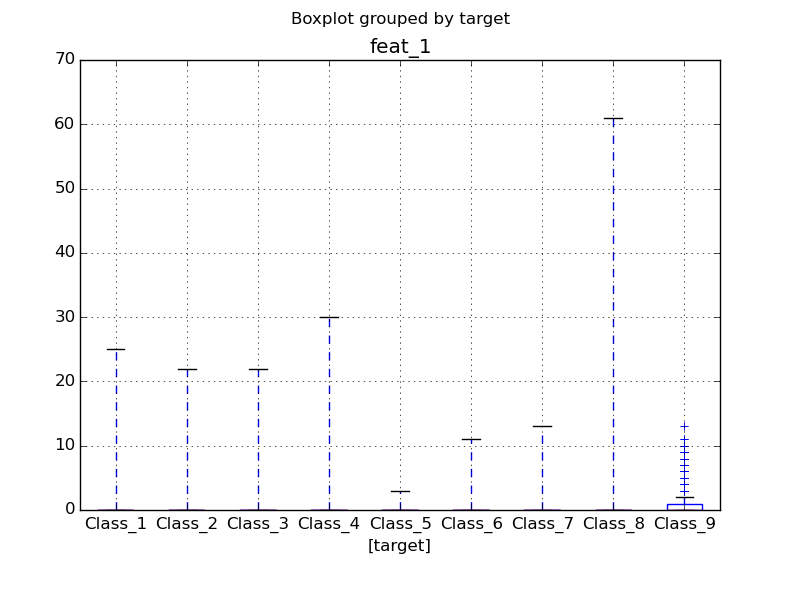 Boxplot grouped by target
feat_1
70
60
50
40
30
20
10
0
Class_1 Class_2 Class_3 Class_4 Class_5 Class_6 Class_7 Class_8 Class_9
[target]